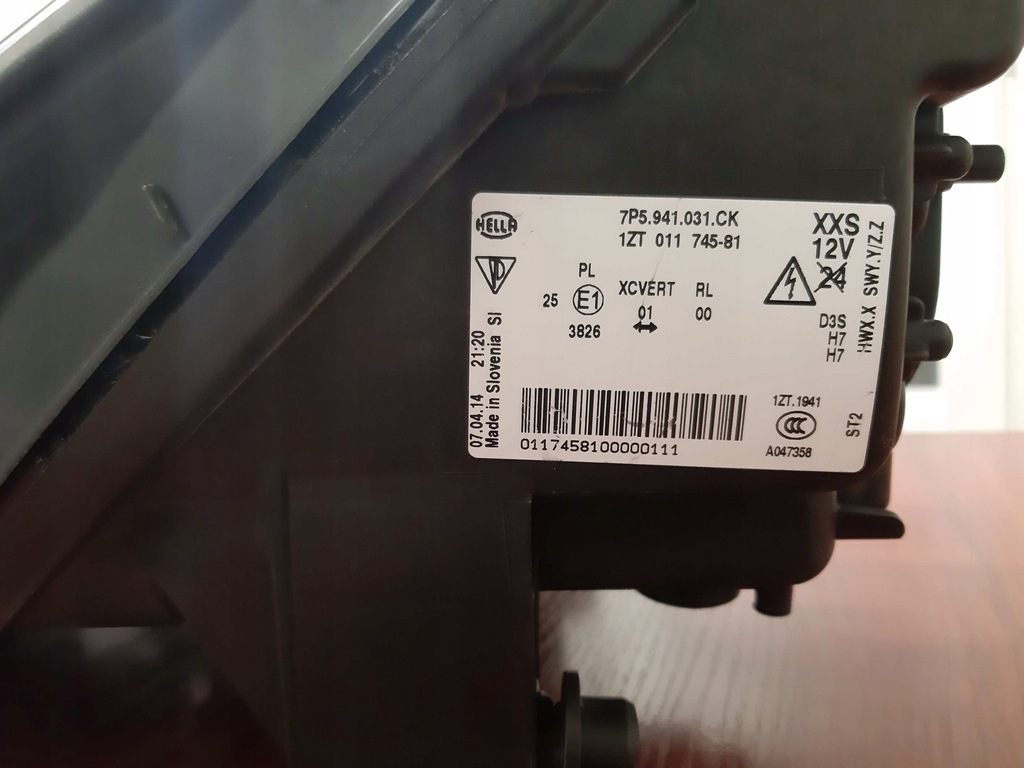 HELLA
7P5.941.031.CK
1ZT 011 745-81
XXS
12V
24
PL
25 E1
3826
XCVERT
01
RL
00
D3S
H7
H7
HWX.X SWY.Y/Z.Z
07.04.14 21:20
Made in Slovenia SI
0117458100000111
1ZT.1941
CCC
A047358
ST2